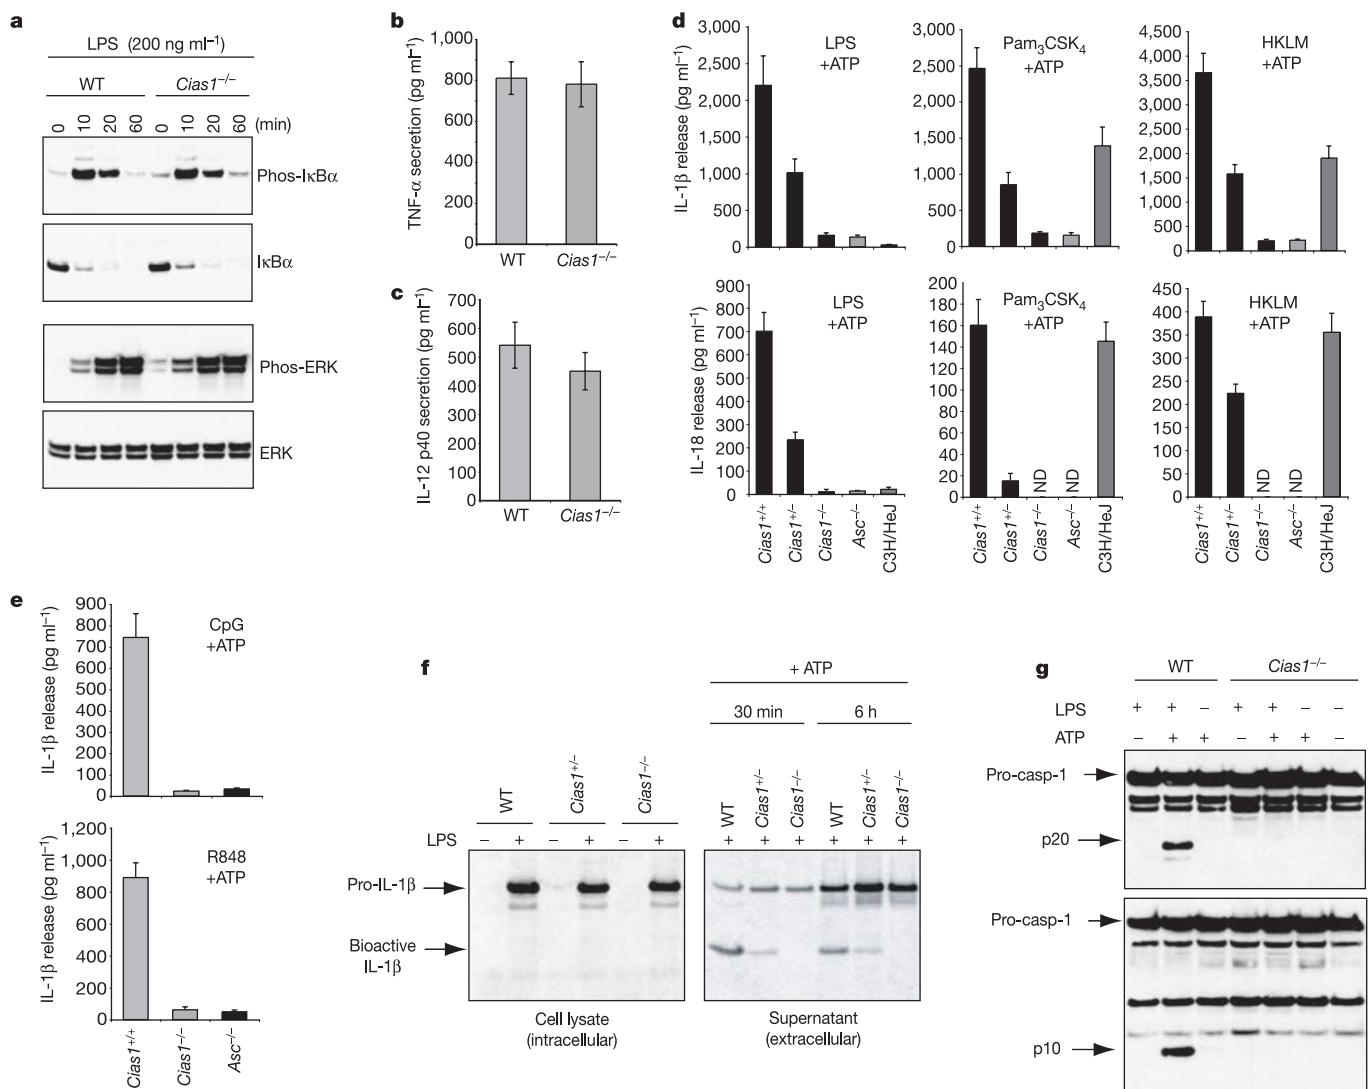 a
LPS (200 ng ml⁻¹)
WT Cias1⁻/⁻
0 10 20 60 0 10 20 60 (min)
Phos-IκBα
IκBα
Phos-ERK
ERK
b
TNF-α secretion (pg ml⁻¹)
1,000
800
600
400
200
0
WT Cias1⁻/⁻
c
IL-12 p40 secretion (pg ml⁻¹)
700
600
500
400
300
200
100
0
WT Cias1⁻/⁻
d
IL-1β release (pg ml⁻¹)
3,000
2,500
2,000
1,500
1,000
500
0
LPS
+ATP
3,000
2,500
2,000
1,500
1,000
500
0
Pam₃CSK₄
+ATP
4,500
4,000
3,500
3,000
2,500
2,000
1,500
1,000
500
0
HKLM
+ATP
IL-18 release (pg ml⁻¹)
900
800
700
600
500
400
300
200
100
0
LPS
+ATP
Cias1⁺/⁺ Cias1⁺/⁻ Cias1⁻/⁻ Asc⁻/⁻ C3H/HeJ
200
180
160
140
120
100
80
60
40
20
0
Pam₃CSK₄
+ATP
ND ND
Cias1⁺/⁺ Cias1⁺/⁻ Cias1⁻/⁻ Asc⁻/⁻ C3H/HeJ
450
400
350
300
250
200
150
100
50
0
HKLM
+ATP
ND ND
Cias1⁺/⁺ Cias1⁺/⁻ Cias1⁻/⁻ Asc⁻/⁻ C3H/HeJ
e
IL-1β release (pg ml⁻¹)
900
800
700
600
500
400
300
200
100
0
CpG
+ATP
IL-1β release (pg ml⁻¹)
1,200
1,000
800
600
400
200
0
R848
+ATP
Cias1⁺/⁺ Cias1⁻/⁻ Asc⁻/⁻
f
+ ATP
30 min 6 h
WT Cias1⁺/⁻ Cias1⁻/⁻ WT Cias1⁺/⁻ Cias1⁻/⁻ WT Cias1⁺/⁻ Cias1⁻/⁻
LPS – + – + – + + + + + + +
Pro-IL-1β
Bioactive
IL-1β
Cell lysate
(intracellular)
Supernatant
(extracellular)
g
WT Cias1⁻/⁻
LPS + + – + + – –
ATP – + + – + + –
Pro-casp-1
p20
Pro-casp-1
p10